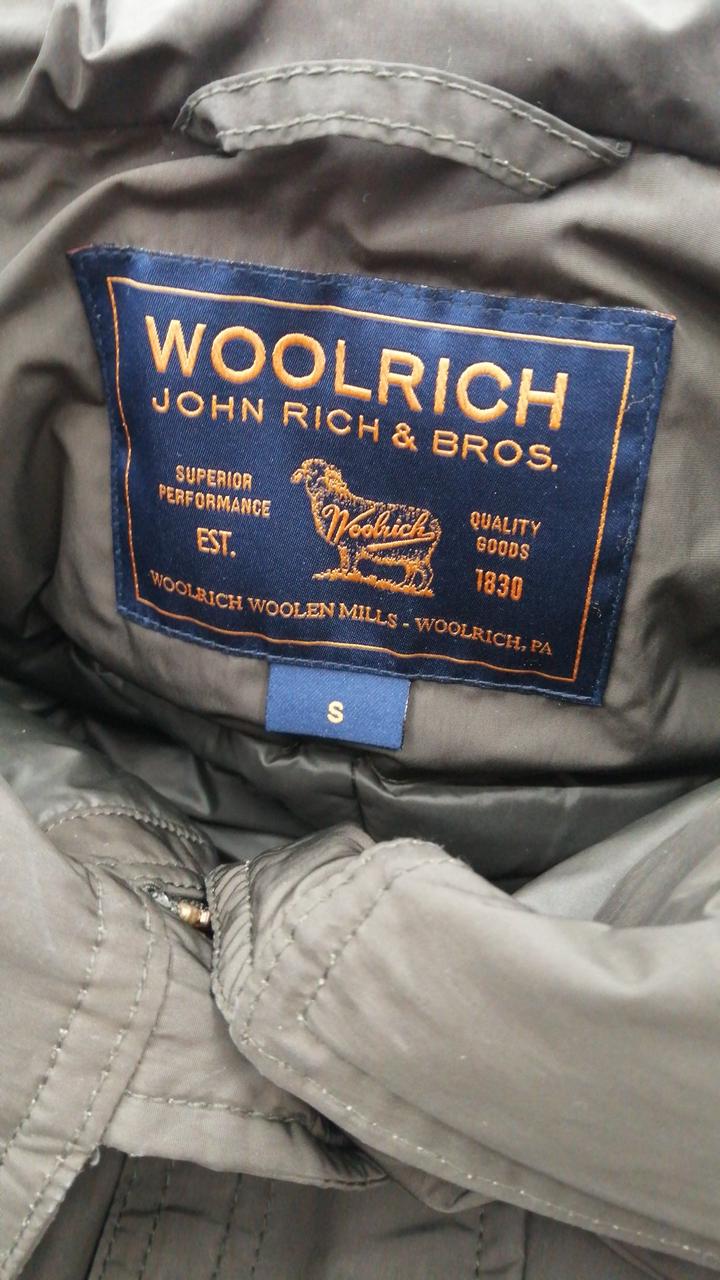 WOOLRICH
JOHN RICH & BROS.
SUPERIOR
PERFORMANCE
EST.
Woolrich
QUALITY
GOODS
1830
WOOLRICH WOOLEN MILLS - WOOLRICH, PA
S